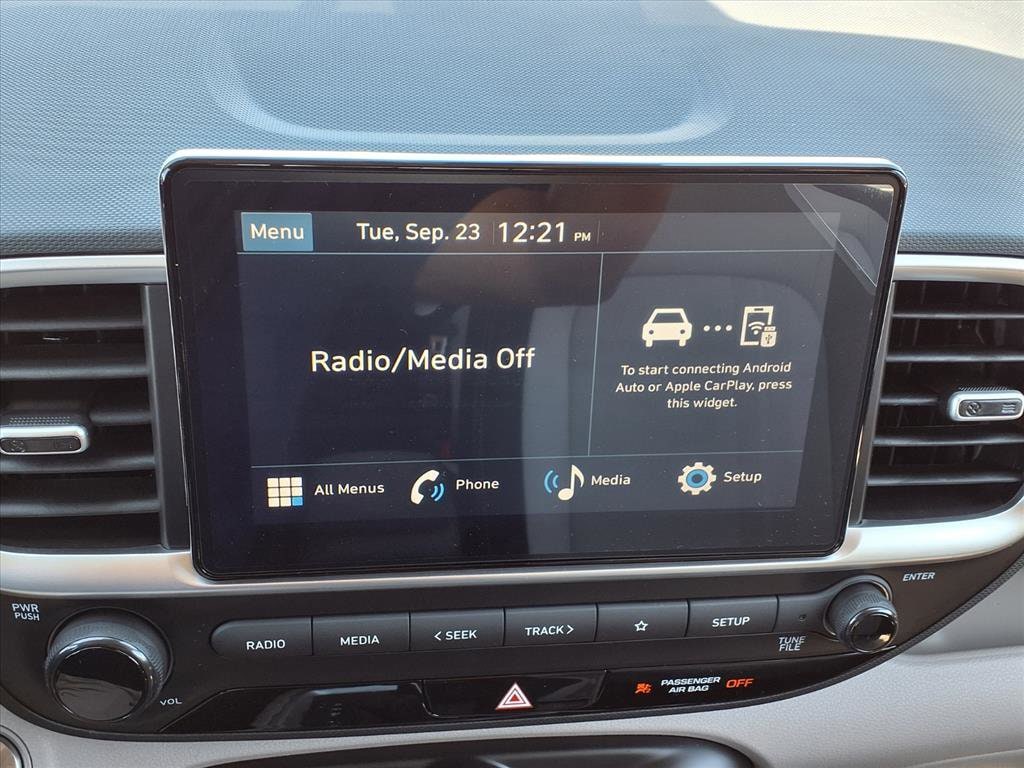 Menu
Tue, Sep. 23 12:21 PM
Radio/Media Off
To start connecting Android
Auto or Apple CarPlay, press
this widget.
All Menus
Phone
Media
Setup
PWR
PUSH
VOL
RADIO
MEDIA
< SEEK
TRACK >
SETUP
TUNE
FILE
ENTER
PASSENGER
AIR BAG
OFF